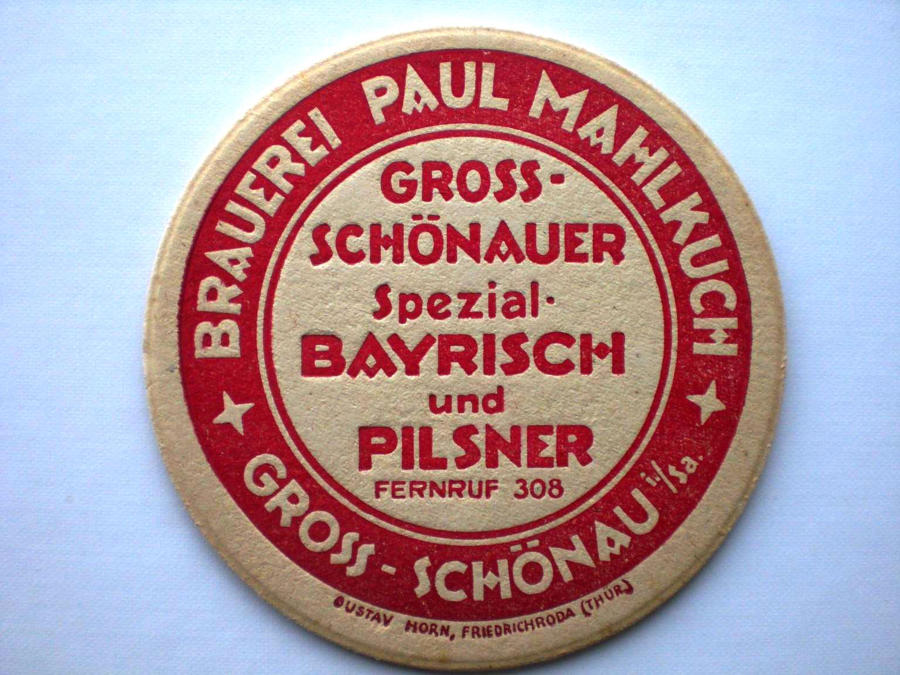 BRAUEREI PAUL MAHLKUCH
GROSS-
SCHÖNAUER
Spezial-
BAYRISCH
und
PILSNER
FERNRUF 308
GROSS-SCHÖNAU i./Sa.
GUSTAV HORN, FRIEDRICHRODA (THÜR.)